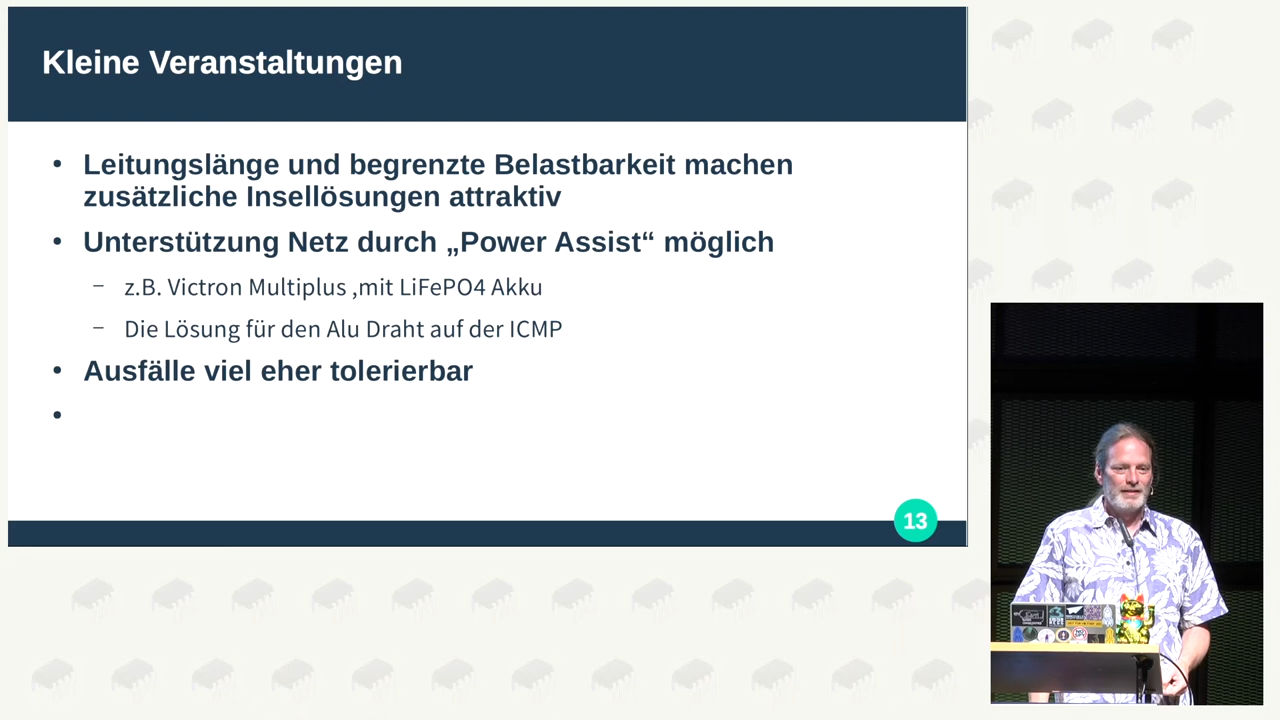 Kleine Veranstaltungen
• Leitungslänge und begrenzte Belastbarkeit machen
zusätzliche Insellösungen attraktiv
• Unterstützung Netz durch „Power Assist“ möglich
– z.B. Victron Multiplus ,mit LiFePO4 Akku
– Die Lösung für den Alu Draht auf der ICMP
• Ausfälle viel eher tolerierbar
•
13